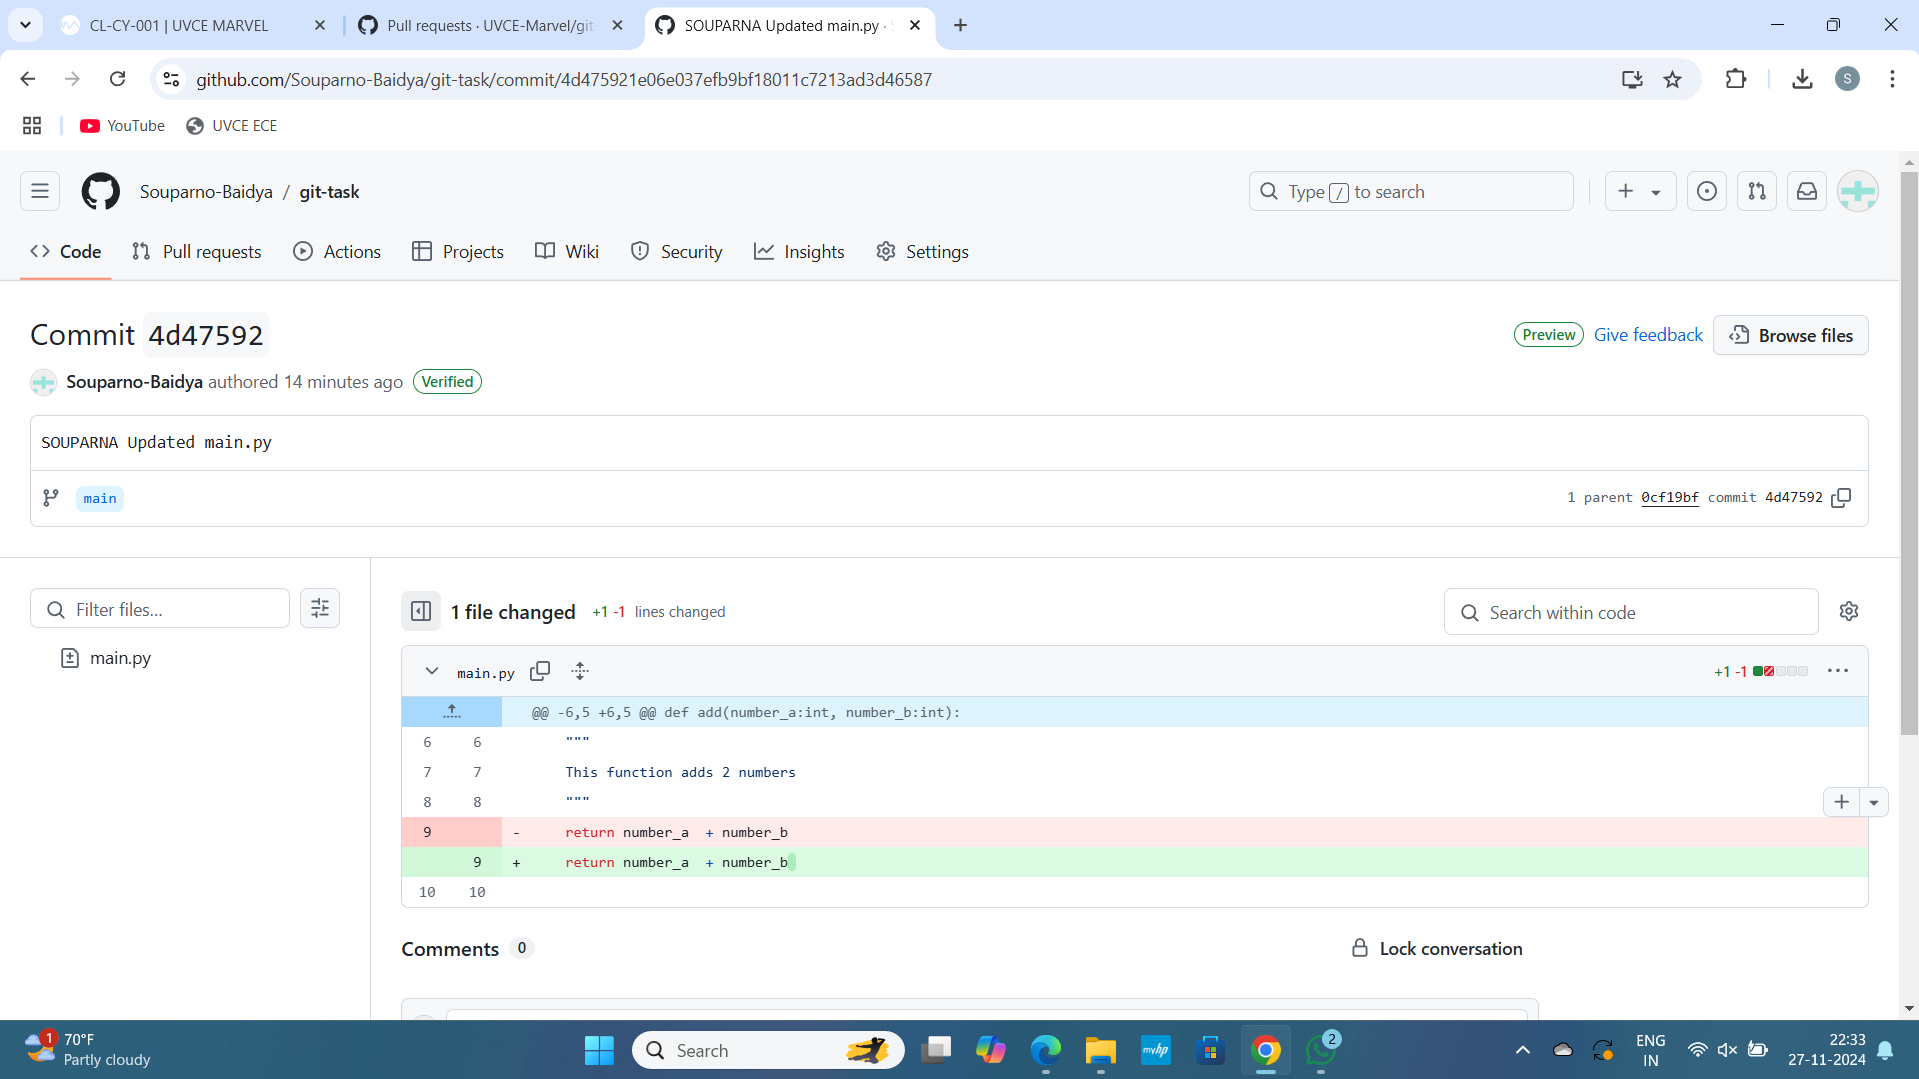 CL-CY-001 | UVCE MARVEL
Pull requests · UVCE-Marvel/git
SOUPARNA Updated main.py ·
github.com/Souparno-Baidya/git-task/commit/4d475921e06e037efb9bf18011c7213ad3d46587
S
YouTube
UVCE ECE
Souparno-Baidya / git-task
Type / to search
Code
Pull requests
Actions
Projects
Wiki
Security
Insights
Settings
Commit 4d47592
Preview
Give feedback
Browse files
Souparno-Baidya authored 14 minutes ago Verified
SOUPARNA Updated main.py
main
1 parent 0cf19bf commit 4d47592
Filter files...
main.py
1 file changed +1 -1 lines changed
Search within code
main.py
+1 -1
@@ -6,5 +6,5 @@ def add(number_a:int, number_b:int):
6 6 """
7 7 This function adds 2 numbers
8 8 """
9 - return number_a  + number_b
9 + return number_a  + number_b
10 10
Comments 0
Lock conversation
1
70°F
Partly cloudy
Search
myhp
2
ENG
IN
22:33
27-11-2024